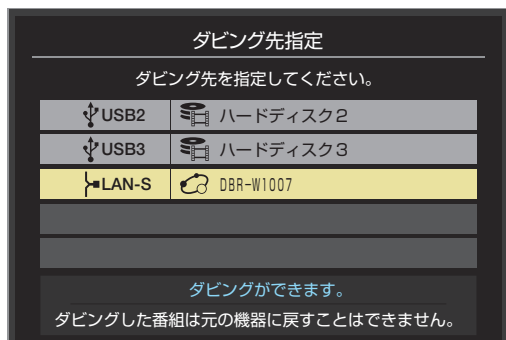 ダビング先指定
ダビング先を指定してください。
USB2 ハードディスク2
USB3 ハードディスク3
LAN-S DBR-W1007
ダビングができます。
ダビングした番組は元の機器に戻すことはできません。